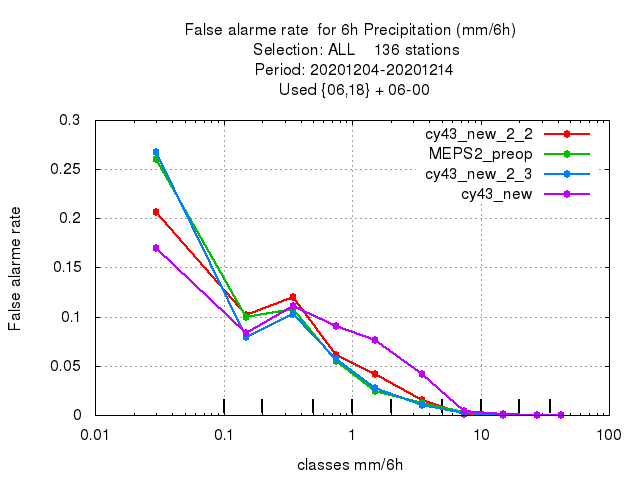 False alarme rate  for 6h Precipitation (mm/6h)
Selection: ALL    136 stations
Period: 20201204-20201214
Used {06,18} + 06-00
cy43_new_2_2
MEPS2_preop
cy43_new_2_3
cy43_new
False alarme rate
0.3
0.25
0.2
0.15
0.1
0.05
0
0.01 0.1 1 10 100
classes mm/6h